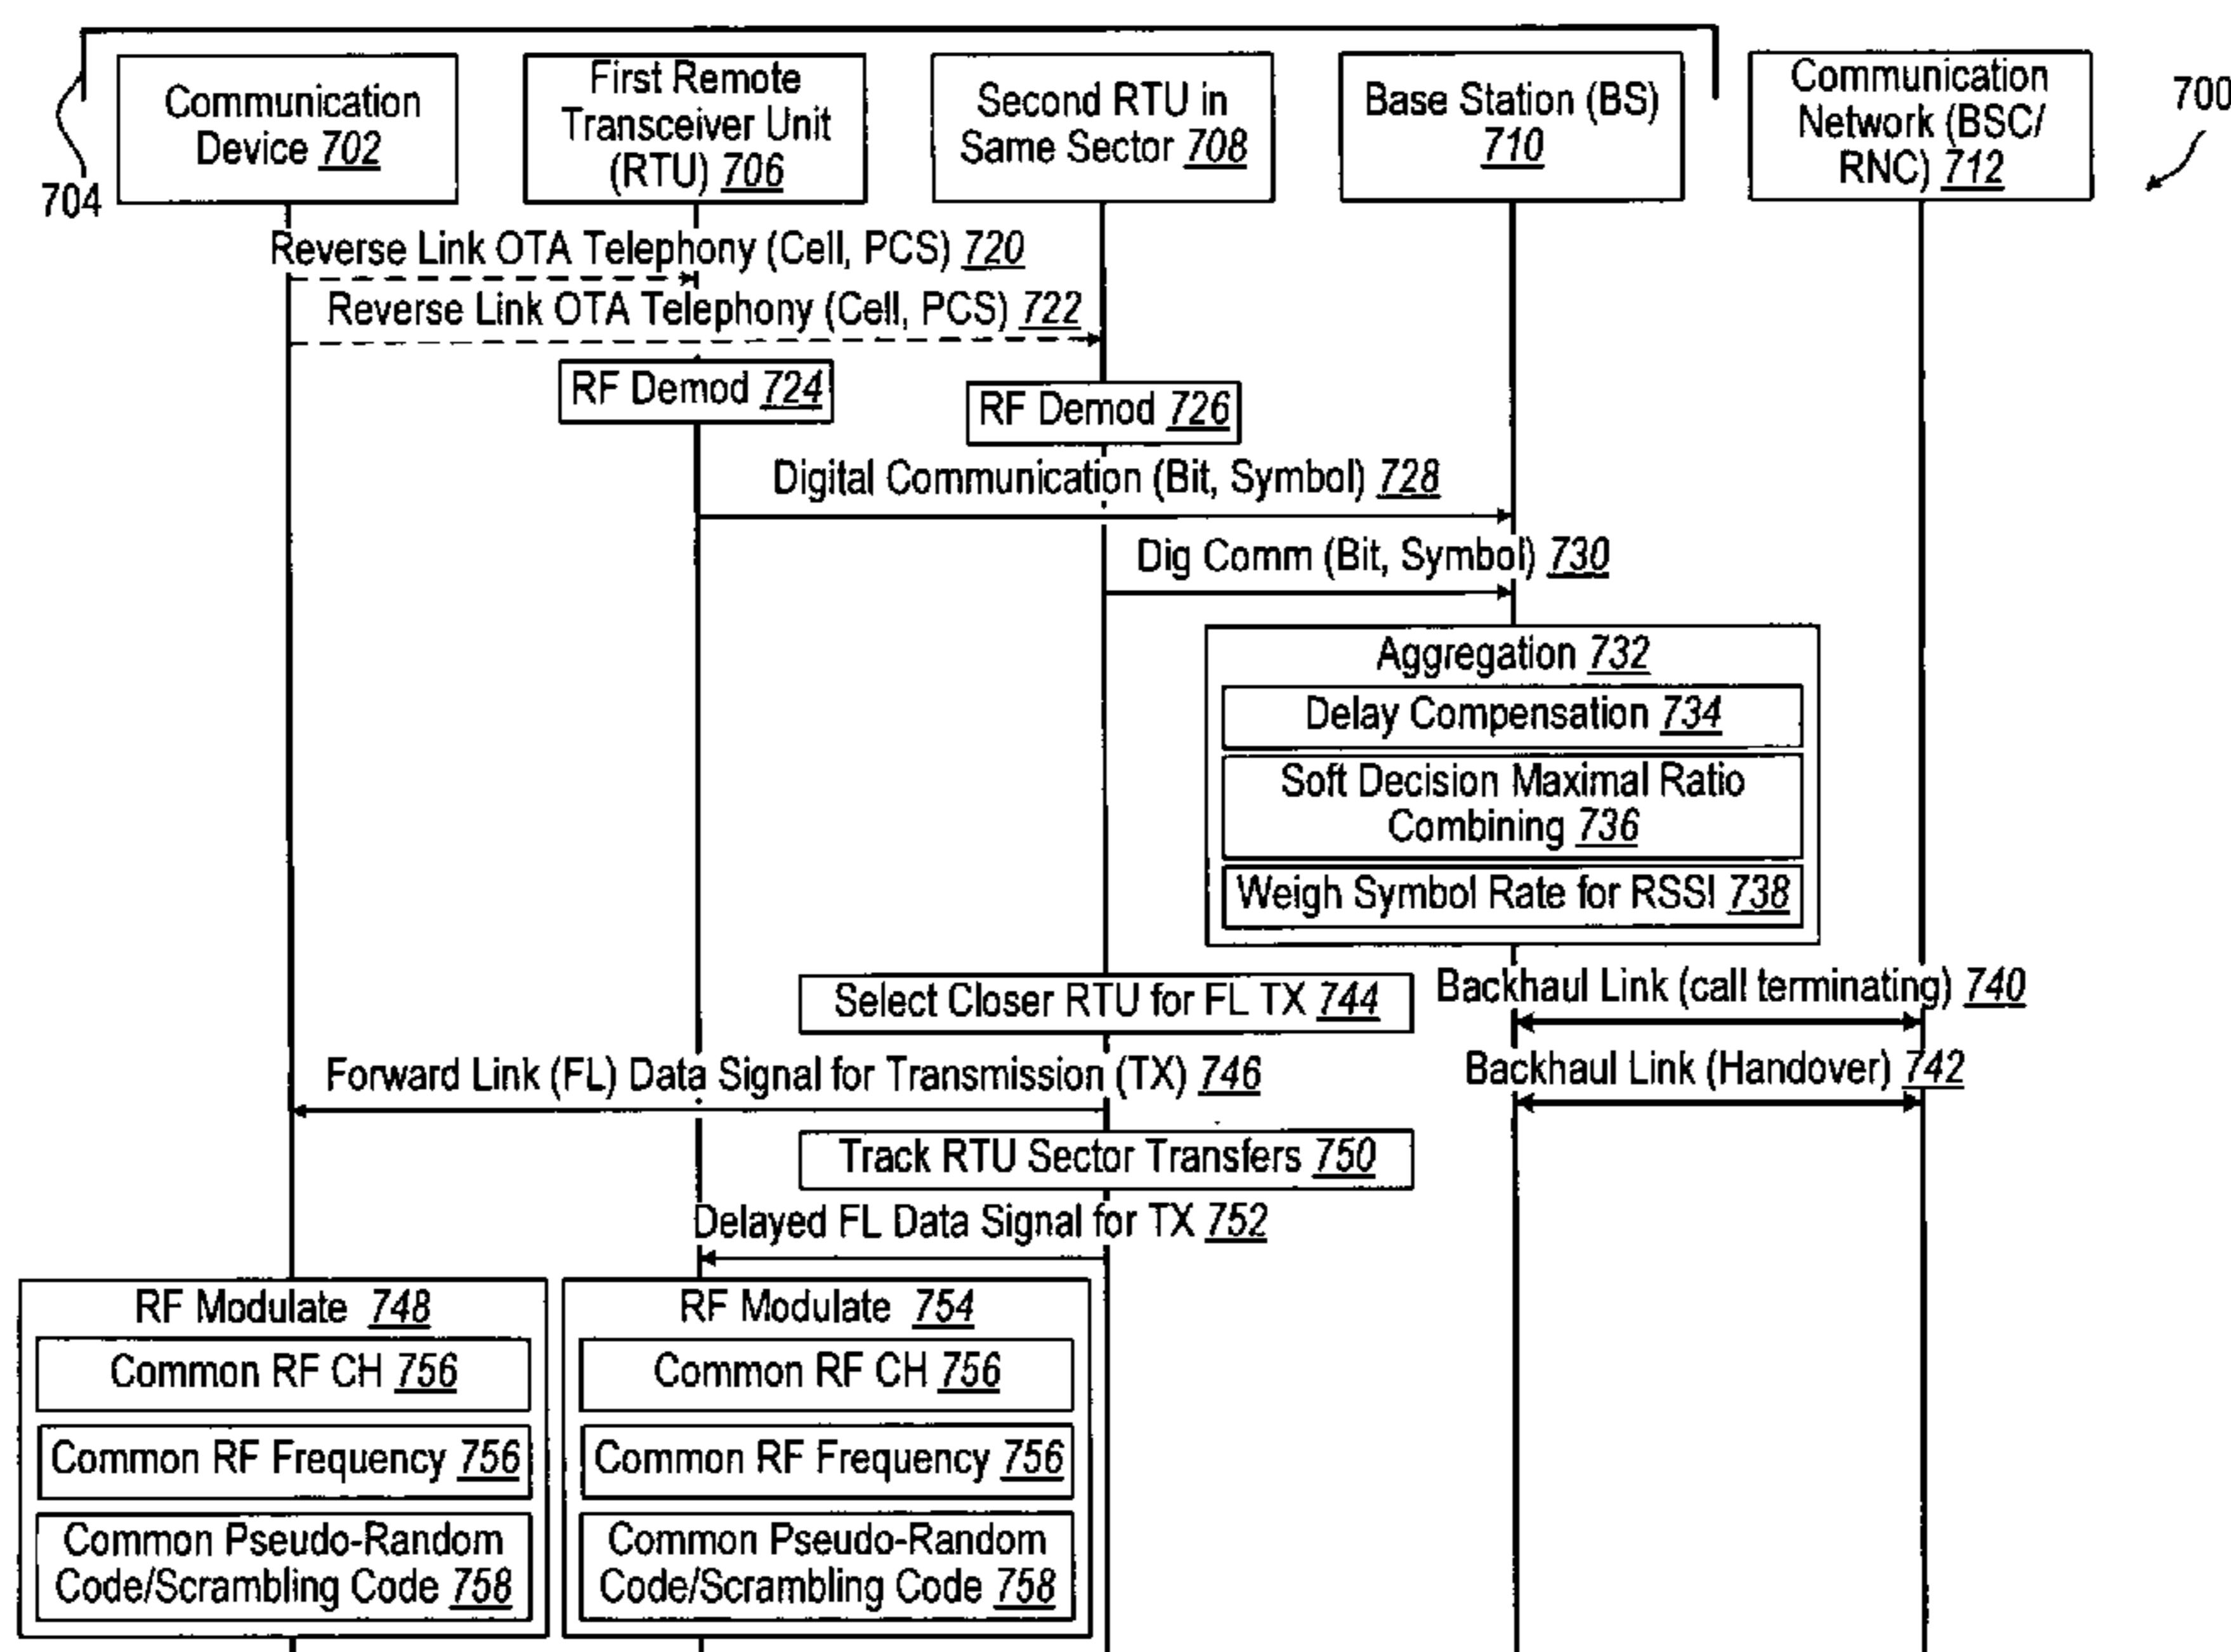 Communication
Device 702
First Remote
Transceiver Unit
(RTU) 706
Second RTU in
Same Sector 708
Base Station (BS)
710
Communication
Network (BSC/
RNC) 712
700
704
Reverse Link OTA Telephony (Cell, PCS) 720
Reverse Link OTA Telephony (Cell, PCS) 722
RF Demod 724
RF Demod 726
Digital Communication (Bit, Symbol) 728
Dig Comm (Bit, Symbol) 730
Aggregation 732
Delay Compensation 734
Soft Decision Maximal Ratio
Combining 736
Weigh Symbol Rate for RSSI 738
Select Closer RTU for FL TX 744
Backhaul Link (call terminating) 740
Forward Link (FL) Data Signal for Transmission (TX) 746
Backhaul Link (Handover) 742
Track RTU Sector Transfers 750
Delayed FL Data Signal for TX 752
RF Modulate 748
Common RF CH 756
Common RF Frequency 756
Common Pseudo-Random
Code/Scrambling Code 758
RF Modulate 754
Common RF CH 756
Common RF Frequency 756
Common Pseudo-Random
Code/Scrambling Code 758